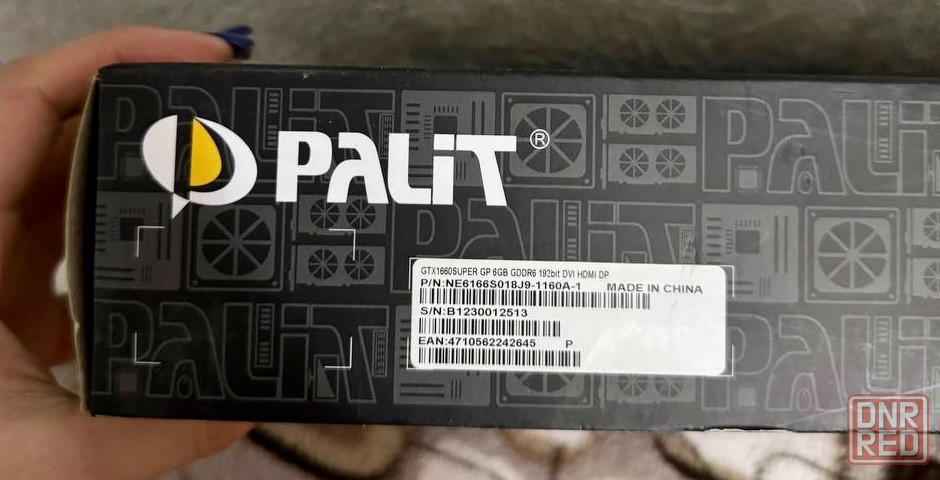 PALiT®
GTX1660SUPER GP 6GB GDDR6 192bit DVI HDMI DP
P/N:NE6166S018J9-1160A-1 MADE IN CHINA
S/N:B1230012513
EAN:4710562242645 P
DNR
RED